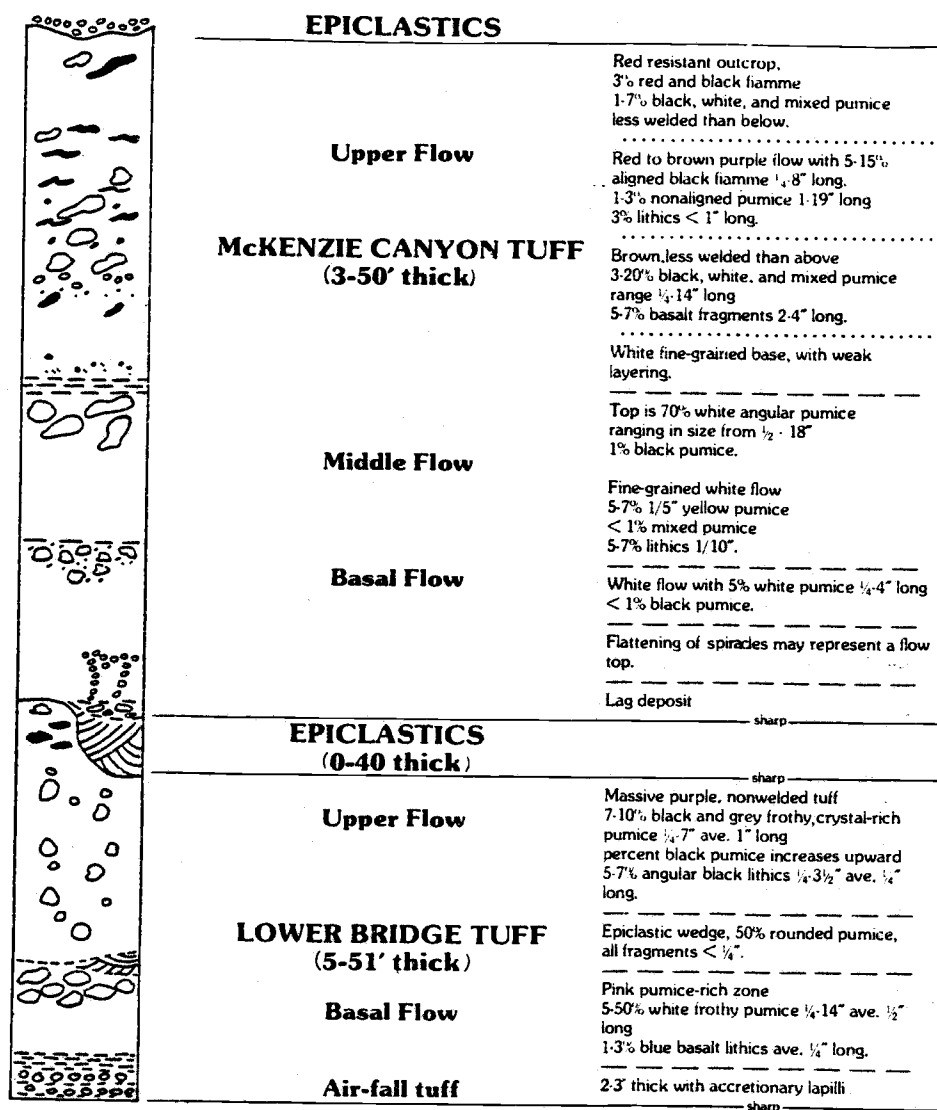 EPICLASTICS
Red resistant outcrop,
3% red and black fiamme
1-7% black, white, and mixed pumice
less welded than below.
Upper Flow
Red to brown purple flow with 5-15%
aligned black fiamme ¼-8" long.
1-3% nonaligned pumice 1-19" long
3% lithics < 1" long.
McKENZIE CANYON TUFF
(3-50' thick)
Brown, less welded than above
3-20% black, white, and mixed pumice
range ¼-14" long
5-7% basalt fragments 2-4" long.
White fine-grained base, with weak
layering.
Top is 70% white angular pumice
ranging in size from ½ - 18"
1% black pumice.
Middle Flow
Fine-grained white flow
5-7% 1/5" yellow pumice
< 1% mixed pumice
5-7% lithics 1/10".
Basal Flow
White flow with 5% white pumice ¼-4" long
< 1% black pumice.
Flattening of spiracles may represent a flow
top.
Lag deposit
sharp
EPICLASTICS
(0-40 thick)
sharp
Upper Flow
Massive purple, nonwelded tuff
7-10% black and grey frothy, crystal-rich
pumice ¼-7" ave. 1" long
percent black pumice increases upward
5-7% angular black lithics ¼-3½" ave. ¼"
long.
LOWER BRIDGE TUFF
(5-51' thick)
Epiclastic wedge, 50% rounded pumice,
all fragments < ¼".
Basal Flow
Pink pumice-rich zone
5-50% white frothy pumice ¼-14" ave. ½"
long
1-3% blue basalt lithics ave. ¼" long.
Air-fall tuff
2-3' thick with accretionary lapilli
sharp